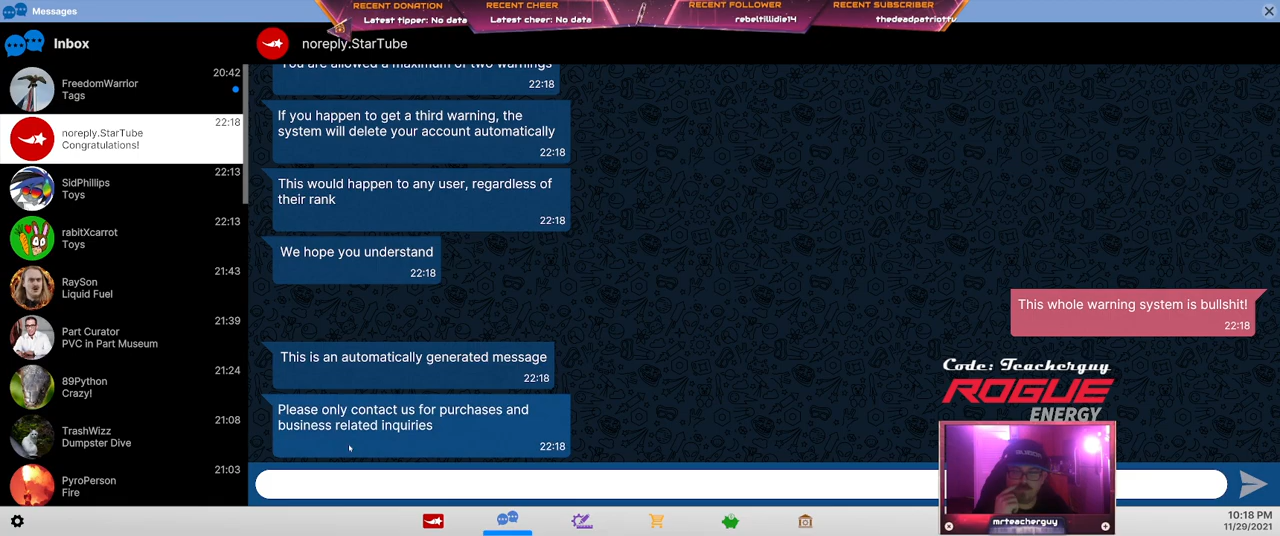 Messages
RECENT DONATION
Latest tipper: No data
RECENT CHEER
Latest cheer: No data
RECENT FOLLOWER
rebeltillidie14
RECENT SUBSCRIBER
thedeadpatriottv
Inbox
noreply.StarTube
FreedomWarrior
Tags
20:42
noreply.StarTube
Congratulations!
22:18
SidPhillips
Toys
22:13
rabitXcarrot
Toys
22:13
RaySon
Liquid Fuel
21:43
Part Curator
PVC in Part Museum
21:39
89Python
Crazy!
21:24
TrashWizz
Dumpster Dive
21:08
PyroPerson
Fire
21:03
You are allowed a maximum of two warnings
22:18
If you happen to get a third warning, the
system will delete your account automatically
22:18
This would happen to any user, regardless of
their rank
22:18
We hope you understand
22:18
This whole warning system is bullshit!
22:18
This is an automatically generated message
22:18
Please only contact us for purchases and
business related inquiries
22:18
Code: Teacherguy
ROGUE
ENERGY
mrteacherguy
10:18 PM
11/29/2021